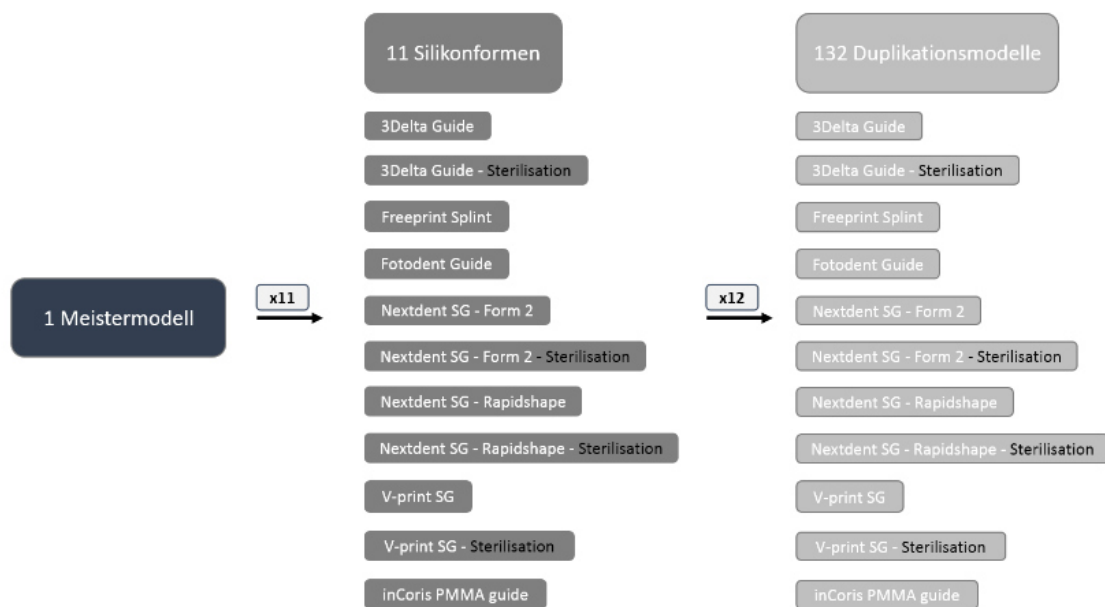 11 Silikonformen
132 Duplikationsmodelle
3Delta Guide
3Delta Guide
3Delta Guide - Sterilisation
3Delta Guide - Sterilisation
Freeprint Splint
Freeprint Splint
Fotodent Guide
Fotodent Guide
1 Meistermodell
x11
x12
Nextdent SG - Form 2
Nextdent SG - Form 2
Nextdent SG - Form 2 - Sterilisation
Nextdent SG - Form 2 - Sterilisation
Nextdent SG - Rapidshape
Nextdent SG - Rapidshape
Nextdent SG - Rapidshape - Sterilisation
Nextdent SG - Rapidshape - Sterilisation
V-print SG
V-print SG
V-print SG - Sterilisation
V-print SG - Sterilisation
inCoris PMMA guide
inCoris PMMA guide